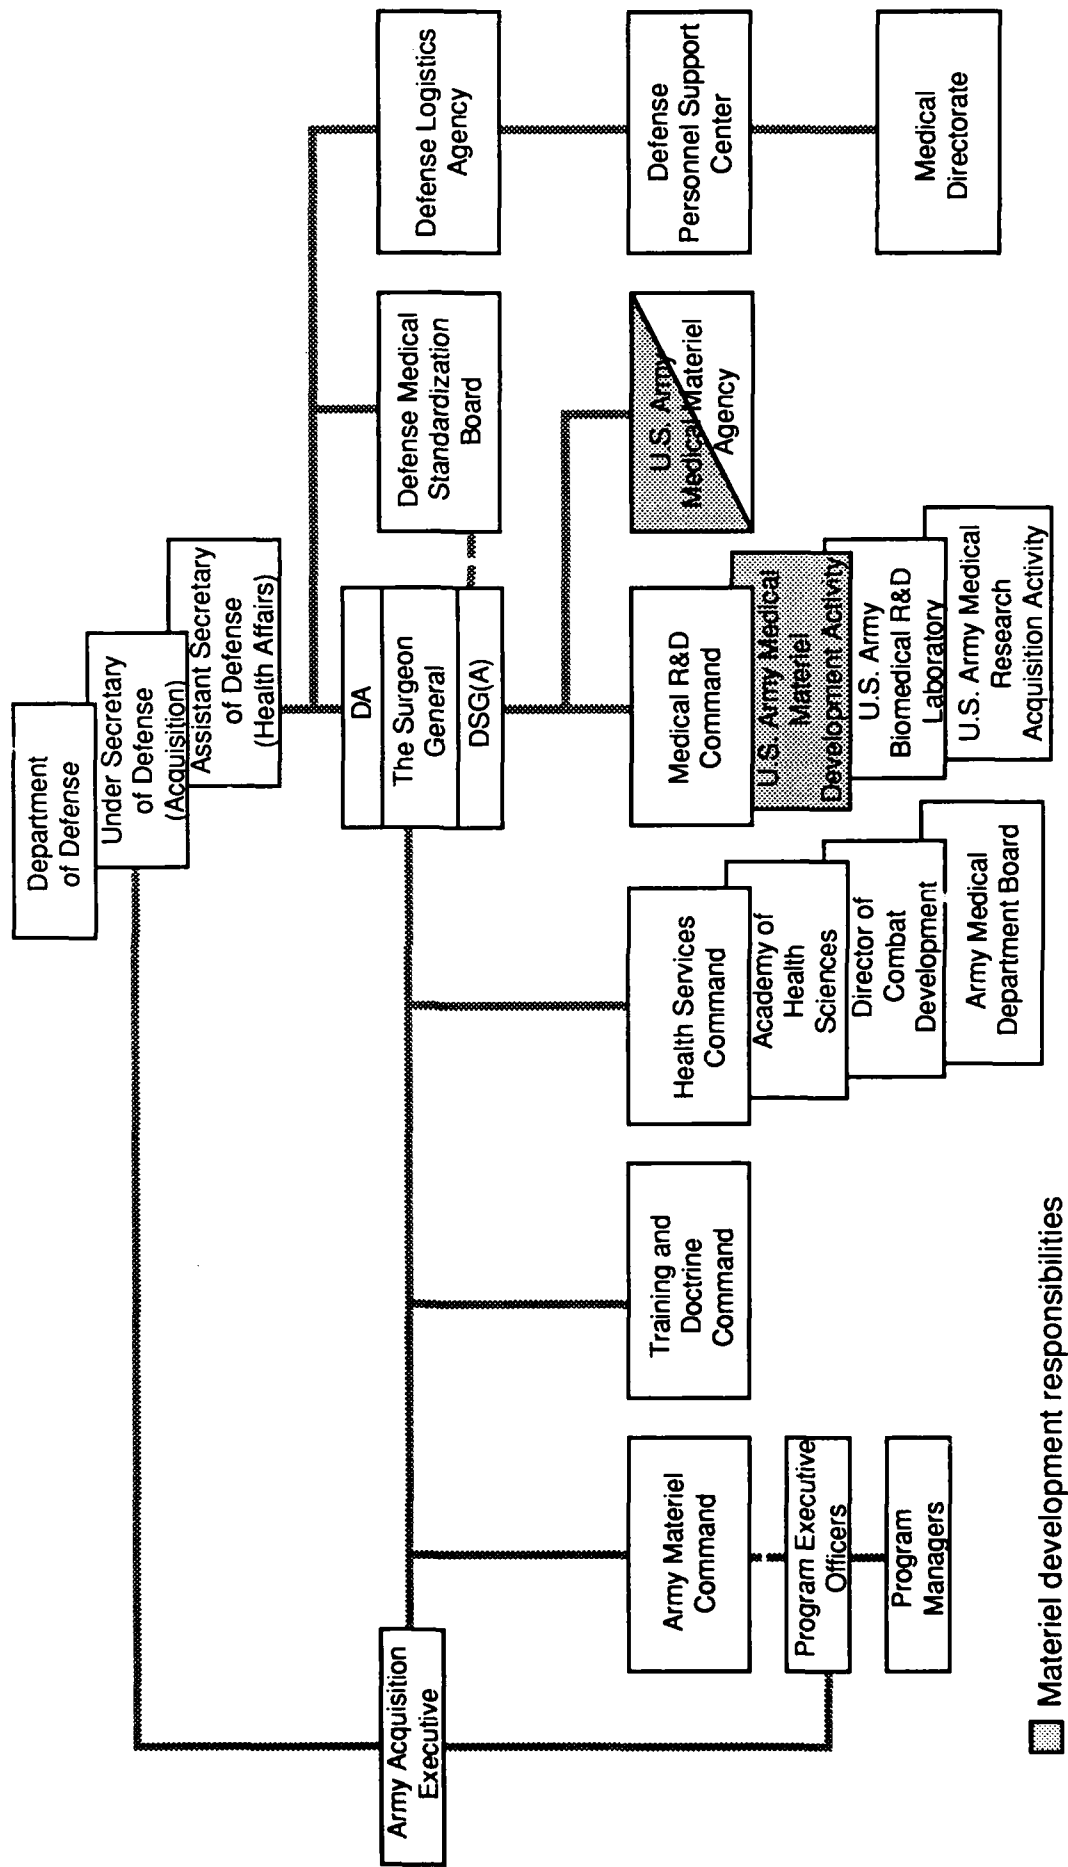 Department
of Defense
Under Secretary
of Defense
(Acquisition)
Assistant Secretary
of Defense
(Health Affairs)
Army Acquisition
Executive
DA
The Surgeon
General
DSG(A)
Defense Medical
Standardization
Board
Defense Logistics
Agency
Army Materiel
Command
Program Executive
Officers
Program
Managers
Training and
Doctrine
Command
Health Services
Command
Academy of
Health
Sciences
Director of
Combat
Development
Army Medical
Department Board
Medical R&D
Command
U.S. Army Medical
Materiel
Development Activity
U.S. Army
Biomedical R&D
Laboratory
U.S. Army Medical
Research
Acquisition Activity
U.S. Army
Medical Materiel
Agency
Defense
Personnel Support
Center
Medical
Directorate
Materiel development responsibilities